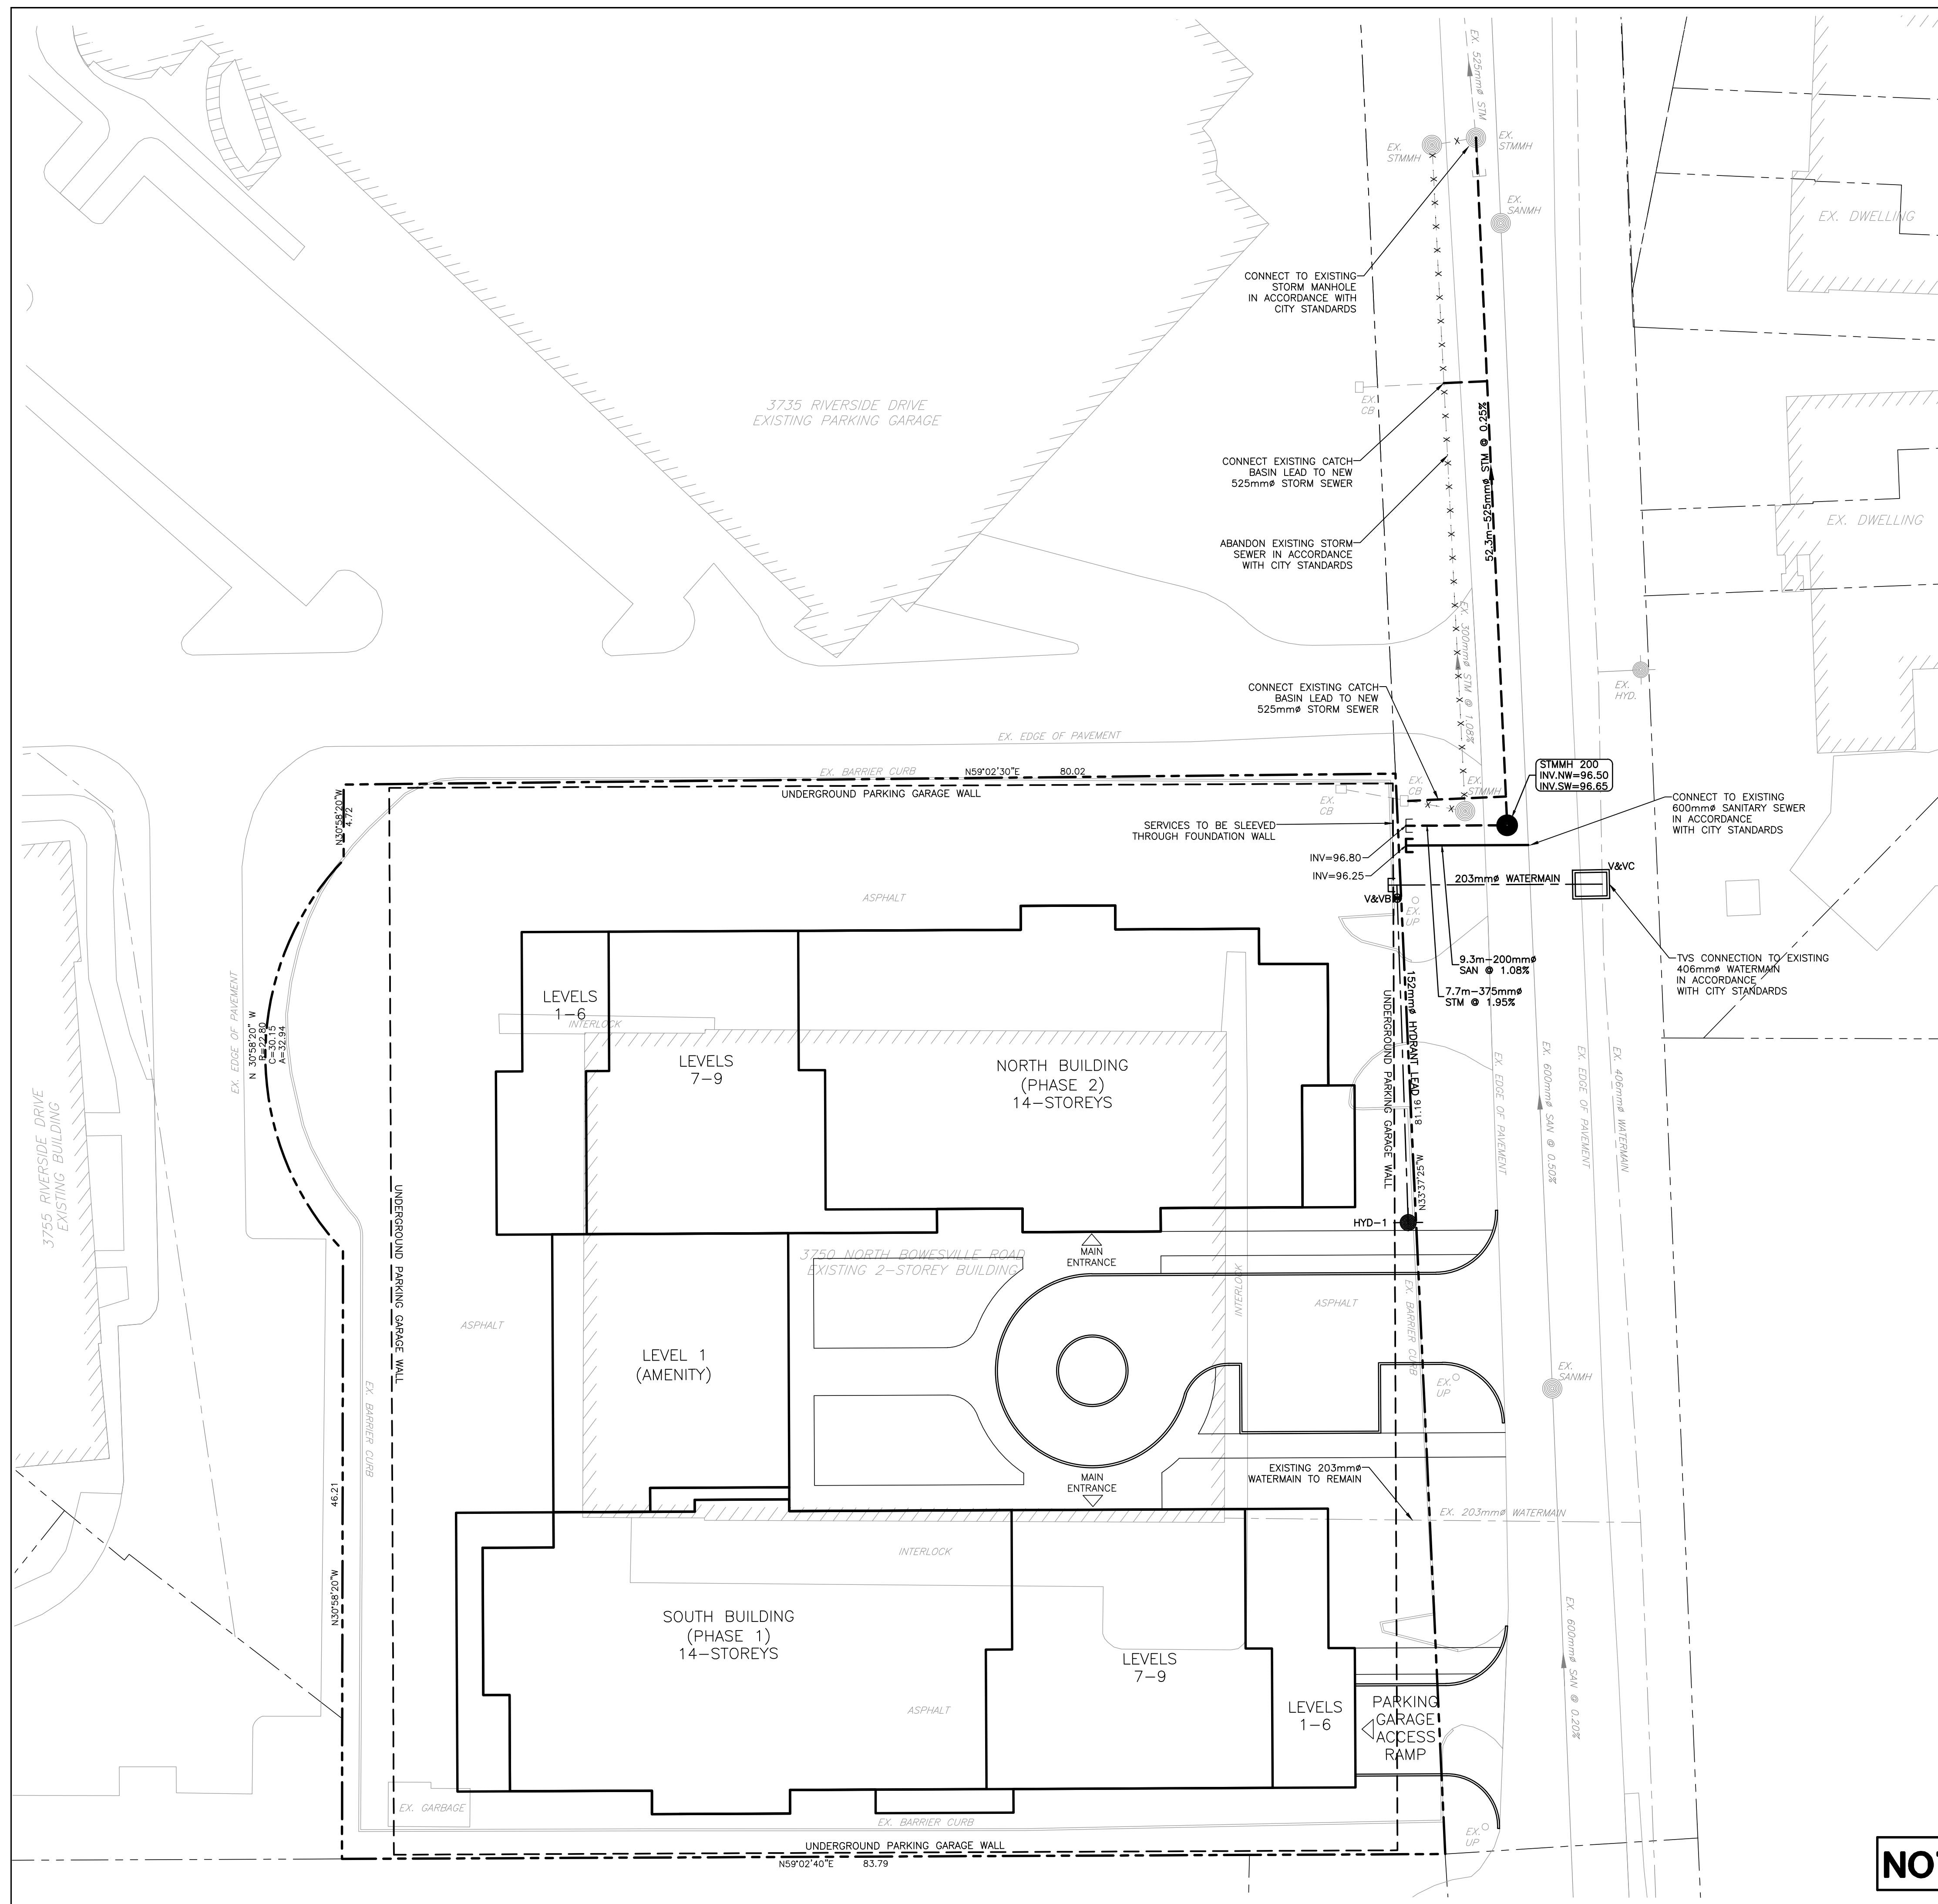 EX. 525mmø STM
EX.
STMMH
EX.
STMMH
EX.
SANMH
EX. DWELLING
CONNECT TO EXISTING
STORM MANHOLE
IN ACCORDANCE WITH
CITY STANDARDS
3735 RIVERSIDE DRIVE
EXISTING PARKING GARAGE
EX.
CB
52.3m-525mmø STM @ 0.25%
CONNECT EXISTING CATCH
BASIN LEAD TO NEW
525mmø STORM SEWER
EX. DWELLING
ABANDON EXISTING STORM
SEWER IN ACCORDANCE
WITH CITY STANDARDS
EX. 300mmø STM @ 1.08%
EX.
HYD.
CONNECT EXISTING CATCH
BASIN LEAD TO NEW
525mmø STORM SEWER
EX. EDGE OF PAVEMENT
EX. BARRIER CURB
N59°02'30"E 80.02
UNDERGROUND PARKING GARAGE WALL
N30°58'20"W
4.72
EX.
CB
EX.
CB
EX.
STMMH
STMMH 200
INV.NW=96.50
INV.SW=96.65
SERVICES TO BE SLEEVED
THROUGH FOUNDATION WALL
CONNECT TO EXISTING
600mmø SANITARY SEWER
IN ACCORDANCE
WITH CITY STANDARDS
INV=96.80
INV=96.25
203mmø WATERMAIN
V&VC
V&VB
EX.
UP
ASPHALT
9.3m-200mmø
SAN @ 1.08%
7.7m-375mmø
STM @ 1.95%
TVS CONNECTION TO EXISTING
406mmø WATERMAIN
IN ACCORDANCE
WITH CITY STANDARDS
EX. EDGE OF PAVEMENT
N 30°58'20" W
R=22.80
C=30.15
A=32.94
LEVELS
1-6
INTERLOCK
LEVELS
7-9
NORTH BUILDING
(PHASE 2)
14-STOREYS
UNDERGROUND PARKING GARAGE WALL
152mmø HYDRANT LEAD
81.16
N33°37'25"W
EX. EDGE OF PAVEMENT
EX. 600mmø SAN @ 0.50%
EX. EDGE OF PAVEMENT
EX. 406mmø WATERMAIN
3755 RIVERSIDE DRIVE
EXISTING BUILDING
UNDERGROUND PARKING GARAGE WALL
HYD-1
3750 NORTH BOWESVILLE ROAD
EXISTING 2-STOREY BUILDING
MAIN
ENTRANCE
INTERLOCK
ASPHALT
EX. BARRIER CURB
ASPHALT
LEVEL 1
(AMENITY)
EX.
UP
EX.
SANMH
EX. BARRIER CURB
MAIN
ENTRANCE
EXISTING 203mmø
WATERMAIN TO REMAIN
EX. 203mmø WATERMAIN
46.21
N30°58'20"W
INTERLOCK
SOUTH BUILDING
(PHASE 1)
14-STOREYS
LEVELS
7-9
EX. 600mmø SAN @ 0.20%
ASPHALT
LEVELS
1-6
PARKING
GARAGE
ACCESS
RAMP
EX. GARBAGE
EX. BARRIER CURB
EX.
UP
UNDERGROUND PARKING GARAGE WALL
N59°02'40"E 83.79